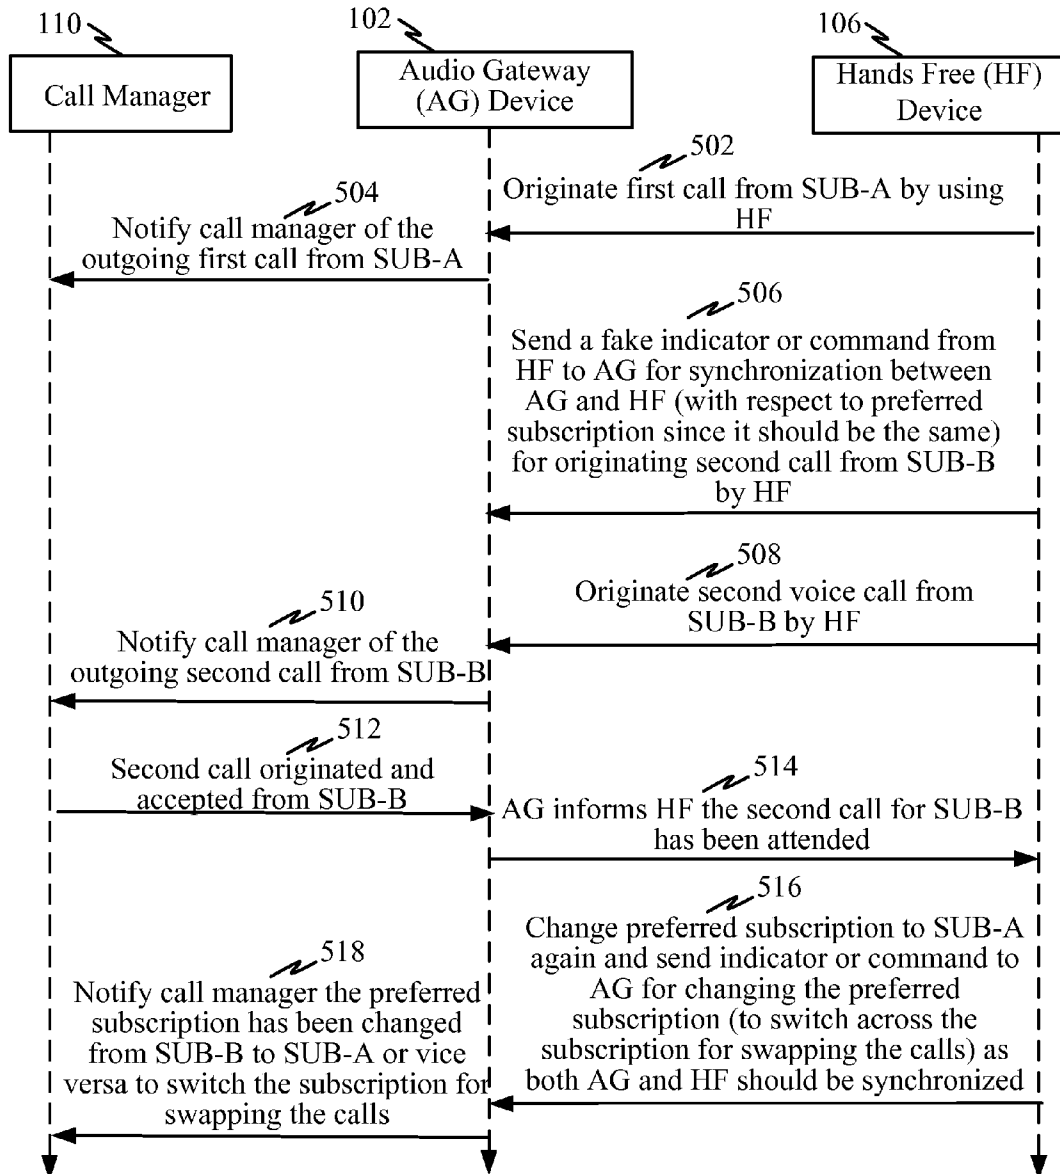 110
102
106
Call Manager
Audio Gateway
(AG) Device
Hands Free (HF)
Device
502
Originate first call from SUB-A by using
HF
504
Notify call manager of the
outgoing first call from SUB-A
506
Send a fake indicator or command from
HF to AG for synchronization between
AG and HF (with respect to preferred
subscription since it should be the same)
for originating second call from SUB-B
by HF
508
Originate second voice call from
SUB-B by HF
510
Notify call manager of the
outgoing second call from SUB-B
512
Second call originated and
accepted from SUB-B
514
AG informs HF the second call for SUB-B
has been attended
516
Change preferred subscription to SUB-A
again and send indicator or command to
AG for changing the preferred
subscription (to switch across the
subscription for swapping the calls) as
both AG and HF should be synchronized
518
Notify call manager the preferred
subscription has been changed
from SUB-B to SUB-A or vice
versa to switch the subscription for
swapping the calls